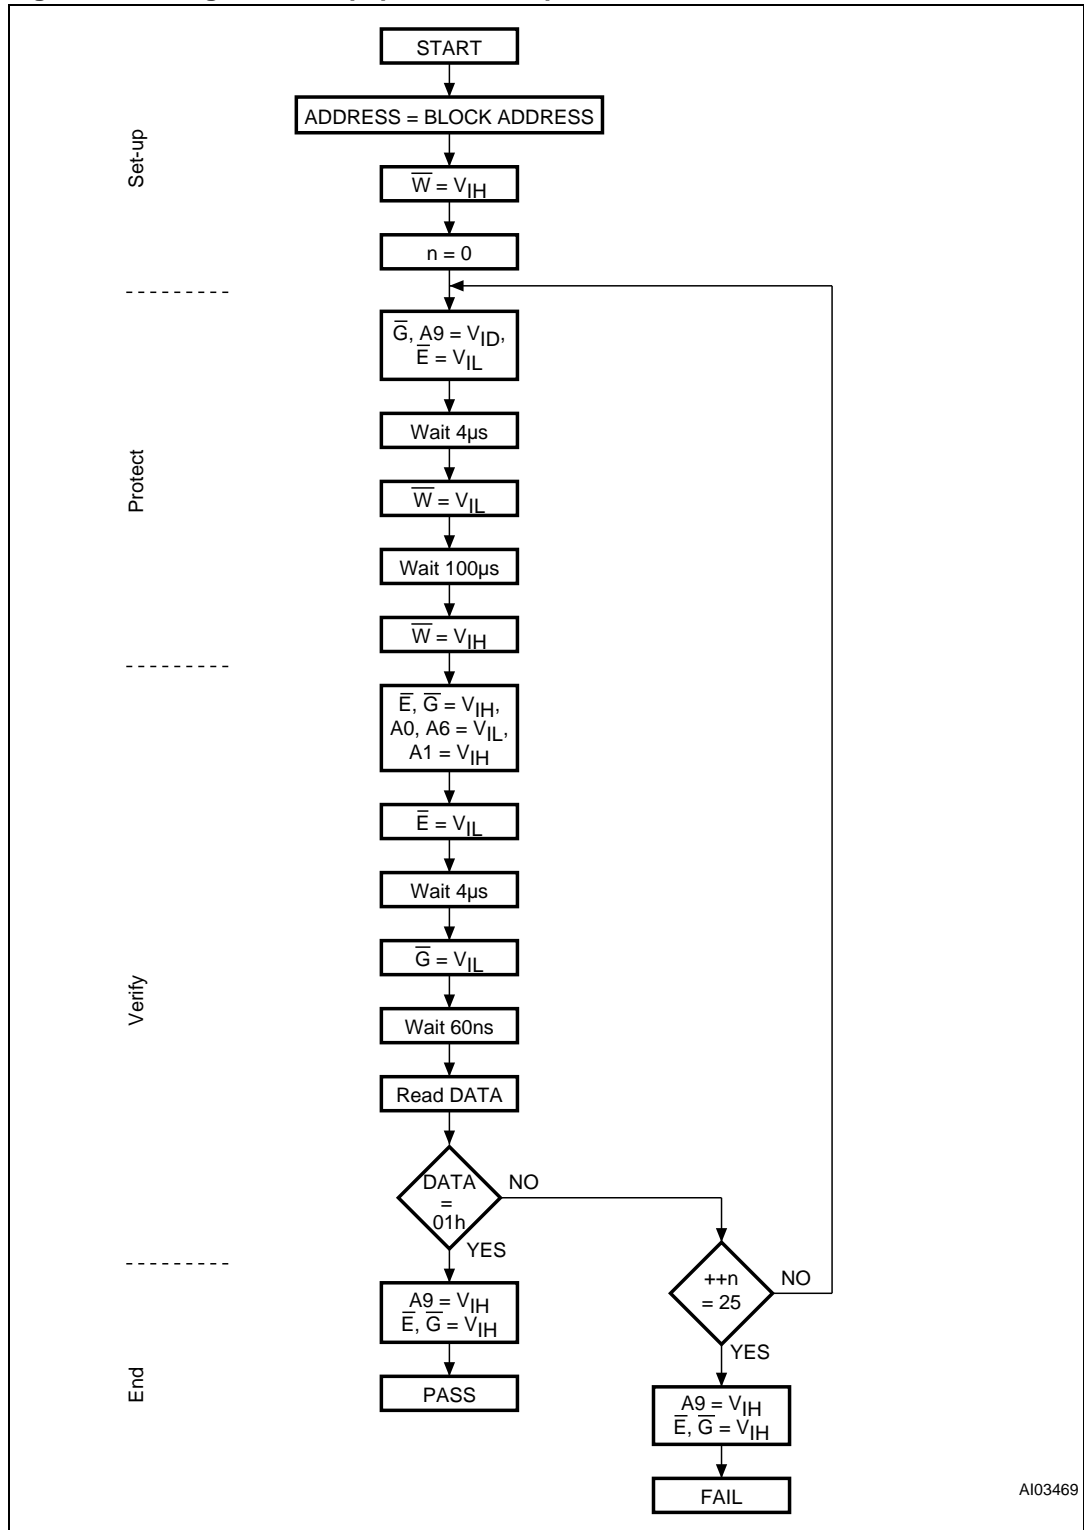 START
ADDRESS = BLOCK ADDRESS
Set-up
W̅ = VIH
n = 0
G̅, A9 = VID,
E̅ = VIL
Wait 4µs
Protect
W̅ = VIL
Wait 100µs
W̅ = VIH
E̅, G̅ = VIH,
A0, A6 = VIL,
A1 = VIH
E̅ = VIL
Wait 4µs
G̅ = VIL
Verify
Wait 60ns
Read DATA
DATA
=
01h
NO
YES
++n
= 25
NO
YES
A9 = VIH
E̅, G̅ = VIH
End
PASS
A9 = VIH
E̅, G̅ = VIH
FAIL
AI03469